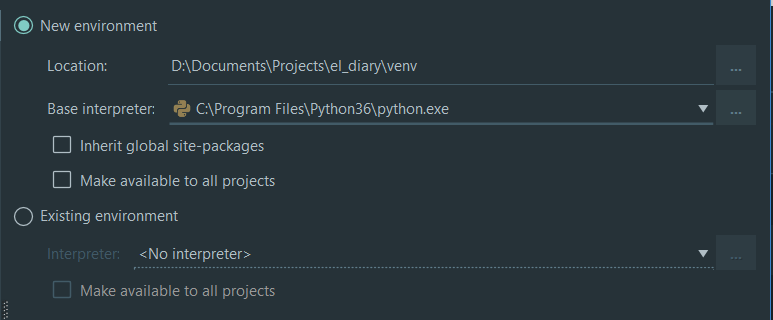 New environment
Location: D:\Documents\Projects\el_diary\venv ...
Base interpreter: C:\Program Files\Python36\python.exe ...
Inherit global site-packages
Make available to all projects
Existing environment
Interpreter: <No interpreter> ...
Make available to all projects